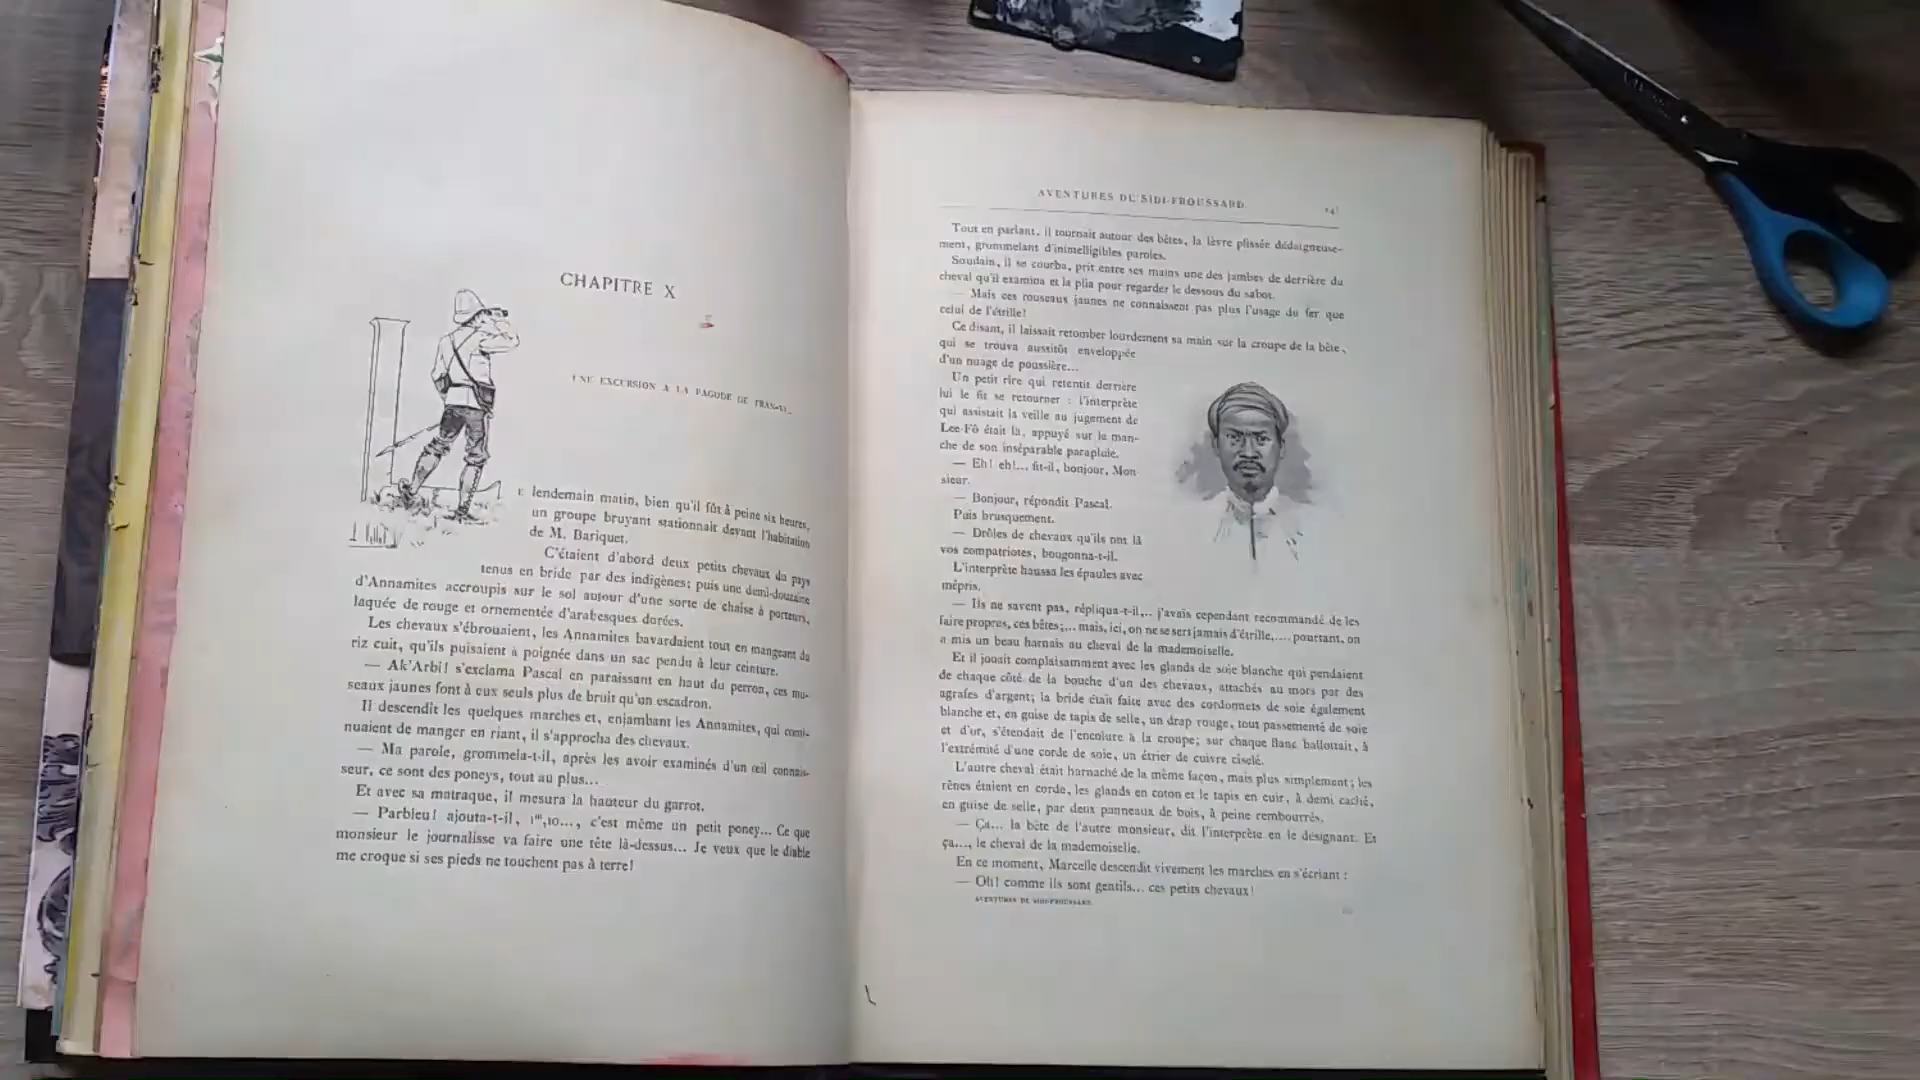 CHAPITRE X
UNE EXCURSION A LA PAGODE DE
E lendemain matin, bien qu'il fût à peine six heures,
un groupe bruyant stationnait devant l'habitation
de M. Bariquet.
C'étaient d'abord deux petits chevaux du pays
tenus en bride par des indigènes; puis une demi-douzaine
d'Annamites accroupis sur le sol autour d'une sorte de chaise à porteurs,
laquée de rouge et ornementée d'arabesques dorées.
Les chevaux s'ébrouaient, les Annamites bavardaient tout en mangeant du
riz cuit, qu'ils puisaient à poignée dans un sac pendu à leur ceinture.
— Ak'Arbi! s'exclama Pascal en paraissant en haut du perron, ces mu-
seaux jaunes font à eux seuls plus de bruit qu'un escadron.
Il descendit les quelques marches et, enjambant les Annamites, qui conti-
nuaient de manger en riant, il s'approcha des chevaux.
— Ma parole, grommela-t-il, après les avoir examinés d'un œil connais-
seur, ce sont des poneys, tout au plus...
Et avec sa matraque, il mesura la hauteur du garrot.
— Parbleu! ajouta-t-il, 1m,10..., c'est même un petit poney... Ce que
monsieur le journalisse va faire une tête là-dessus... Je veux que le diable
me croque si ses pieds ne touchent pas à terre!
AVENTURES DE SIDI-FROUSSARD
Tout en parlant, il tournait autour des bêtes, la lèvre plissée dédaigneuse-
ment, grommelant d'inintelligibles paroles.
Soudain, il se courba, prit entre ses mains une des jambes de derrière du
cheval qu'il examina et la plia pour regarder le dessous du sabot.
— Mais ces rouseaux jaunes ne connaissent pas plus l'usage du fer que
celui de l'étrille!
Ce disant, il laissait retomber lourdement sa main sur la croupe de la bête,
qui se trouva aussitôt enveloppée
d'un nuage de poussière...
Un petit rire qui retentit derrière
lui le fit se retourner : l'interprète
qui assistait la veille au jugement de
Lee-Fô était là, appuyé sur le man-
che de son inséparable parapluie.
— Eh! eh!... fit-il, bonjour, Mon
sieur.
— Bonjour, répondit Pascal.
Puis brusquement.
— Drôles de chevaux qu'ils ont là
vos compatriotes, bougonna-t-il.
L'interprète haussa les épaules avec
mépris.
— Ils ne savent pas, répliqua-t-il,.. j'avais cependant recommandé de les
faire propres, ces bêtes;... mais, ici, on ne se sert jamais d'étrille,.... pourtant, on
a mis un beau harnais au cheval de la mademoiselle.
Et il jouait complaisamment avec les glands de soie blanche qui pendaient
de chaque côté de la bouche d'un des chevaux, attachés au mors par des
agrafes d'argent; la bride était faite avec des cordonnets de soie également
blanche et, en guise de tapis de selle, un drap rouge, tout passementé de soie
et d'or, s'étendait de l'encolure à la croupe; sur chaque flanc ballottait, à
l'extrémité d'une corde de soie, un étrier de cuivre ciselé.
L'autre cheval était harnaché de la même façon, mais plus simplement; les
rênes étaient en corde, les glands en coton et le tapis en cuir, à demi caché,
en guise de selle, par deux panneaux de bois, à peine rembourrés.
— Ça... la bête de l'autre monsieur, dit l'interprète en le désignant. Et
ça..., le cheval de la mademoiselle.
En ce moment, Marcelle descendit vivement les marches en s'écriant :
— Oh! comme ils sont gentils... ces petits chevaux!
AVENTURES DE SIDI-FROUSSARD.